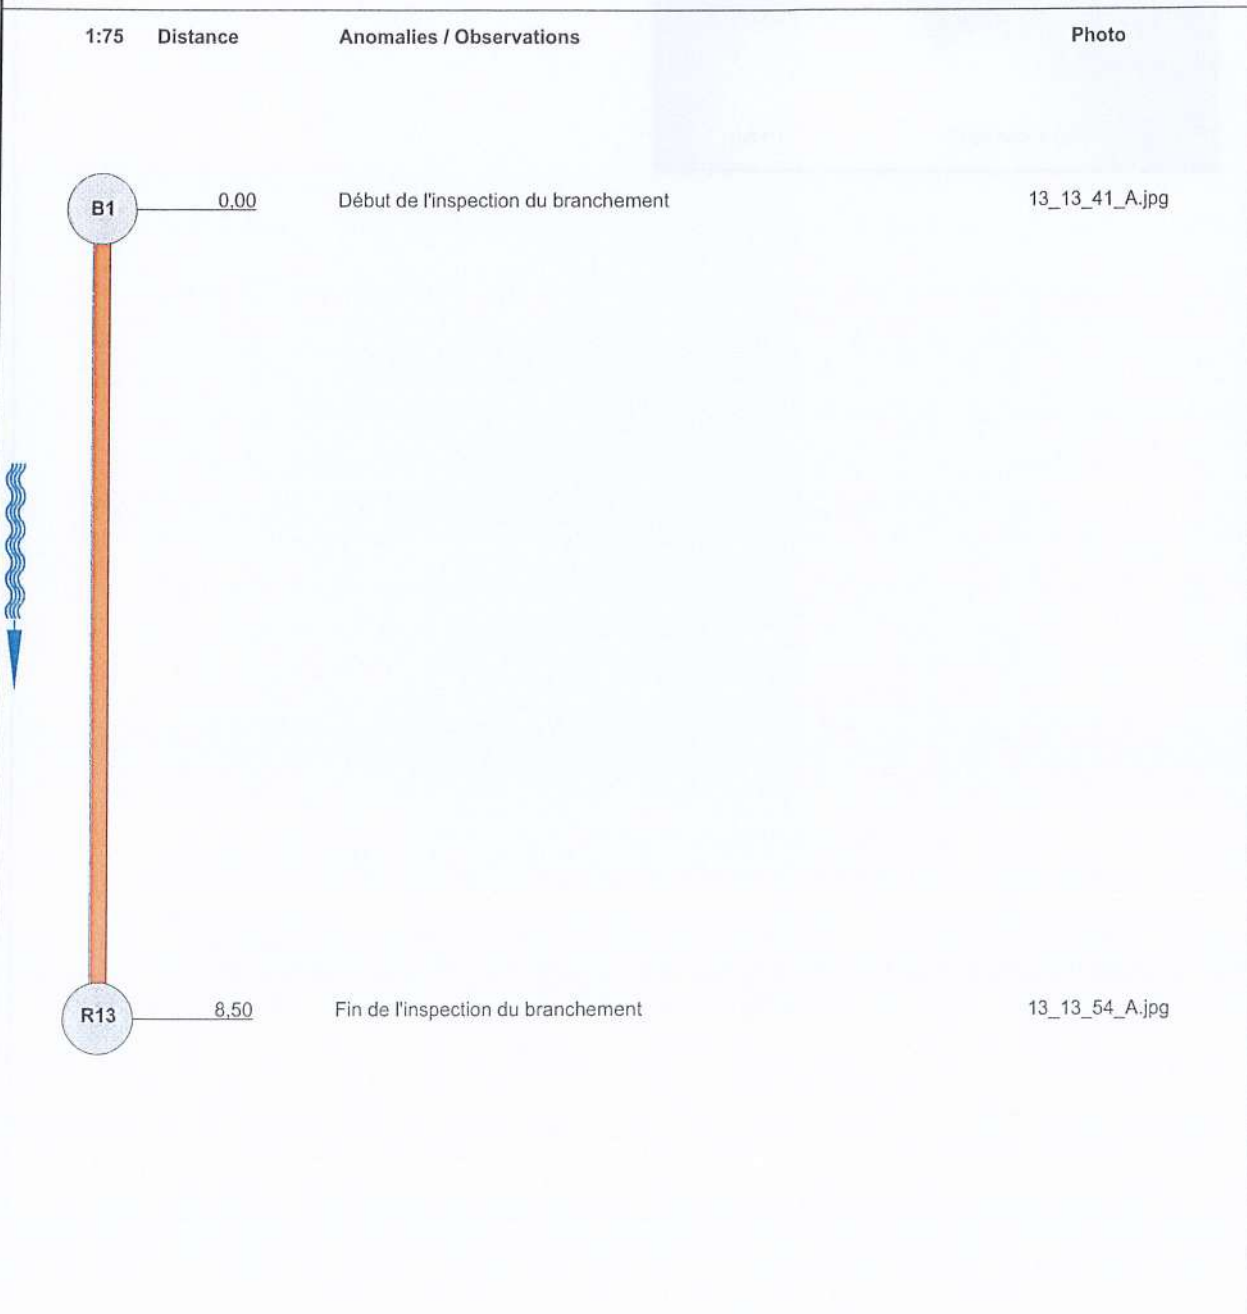 1:75 Distance Anomalies / Observations Photo
B1 0,00 Début de l'inspection du branchement 13_13_41_A.jpg
R13 8,50 Fin de l'inspection du branchement 13_13_54_A.jpg